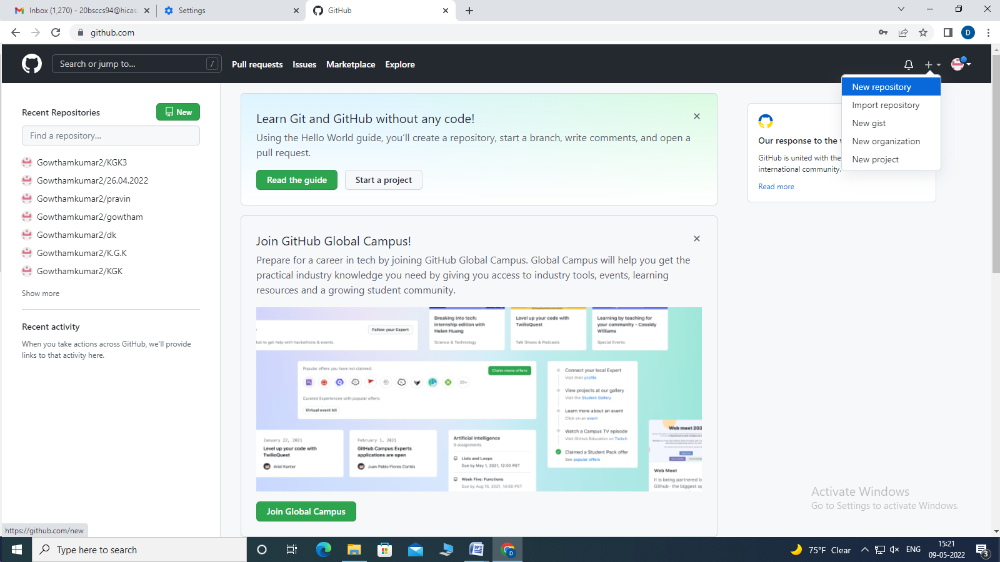 Inbox (1,270) - 20bsccs94@hicas
Settings
GitHub
github.com
D
Search or jump to...
/
Pull requests
Issues
Marketplace
Explore
New repository
Import repository
New gist
New organization
New project
Recent Repositories
New
Find a repository...
Gowthamkumar2/KGK3
Gowthamkumar2/26.04.2022
Gowthamkumar2/pravin
Gowthamkumar2/gowtham
Gowthamkumar2/dk
Gowthamkumar2/K.G.K
Gowthamkumar2/KGK
Show more
Recent activity
When you take actions across GitHub, we'll provide
links to that activity here.
Learn Git and GitHub without any code!
Using the Hello World guide, you'll create a repository, start a branch, write comments, and open a
pull request.
Read the guide
Start a project
Our response to the
GitHub is united with the
international community.
Read more
Join GitHub Global Campus!
Prepare for a career in tech by joining GitHub Global Campus. Global Campus will help you get the
practical industry knowledge you need by giving you access to industry tools, events, learning
resources and a growing student community.
Follow your Expert
to get help with hackathons & events.
Breaking into tech:
internship edition with
Helen Huang
Science & Technology
Level up your code with
TwilioQuest
Talk Shows & Podcasts
Learning by teaching for
your community - Cassidy
Williams
Special Events
Popular offers you have not claimed:
Claim more offers
20+
Curated Experiences with popular offers:
Virtual event kit
Connect your local Expert
Visit their profile
View projects at our gallery
Visit the Student Gallery
Learn more about an event
Click on an event
Watch a Campus TV episode
Visit GitHub Education on Twitch
Claimed a Student Pack offer
See popular offers
January 22, 2021
Level up your code with
TwilioQuest
Ariel Kanter
February 1, 2021
GitHub Campus Experts
applications are open
Juan Pablo Flores Cortés
Artificial Intelligence
6 assignments
Lists and Loops
Due by May 1, 2021, 12:00 PST
Week Five: Functions
Due by Aug 15, 2021, 14:00 PST
Web meet 202
Web Meet
It is being partnered b
Github- the biggest op
Join Global Campus
Activate Windows
Go to Settings to activate Windows.
https://github.com/new
Type here to search
75°F Clear
ENG
15:21
09-05-2022
3